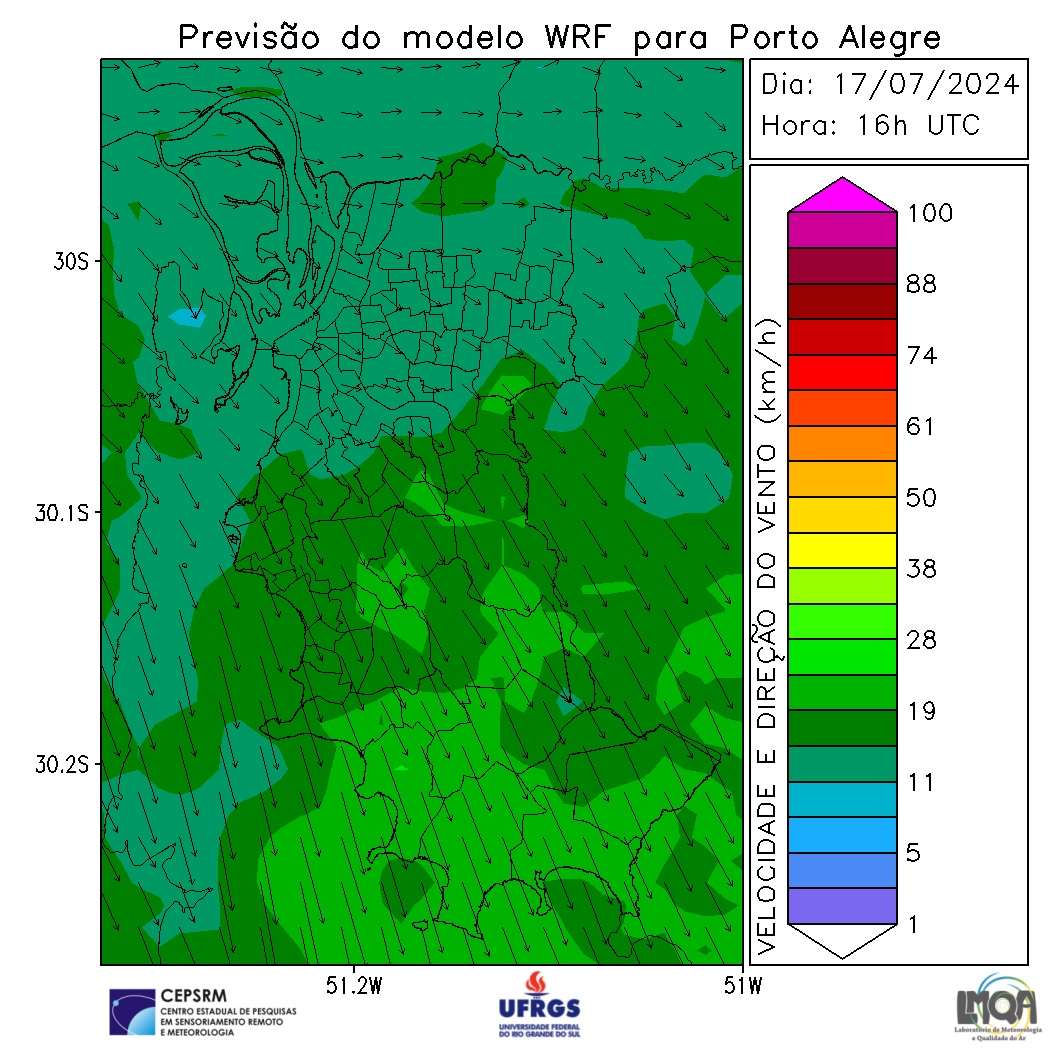 Previsão do modelo WRF para Porto Alegre
Dia: 17/07/2024
Hora: 16h UTC
30S
30.1S
30.2S
51.2W
51W
VELOCIDADE E DIREÇÃO DO VENTO (km/h)
100
88
74
61
50
38
28
19
11
5
1
CEPSRM
CENTRO ESTADUAL DE PESQUISAS
EM SENSORIAMENTO REMOTO
E METEOROLOGIA
UFRGS
UNIVERSIDADE FEDERAL
DO RIO GRANDE DO SUL
LMQA
Laboratório de Meteorologia
e Qualidade do Ar